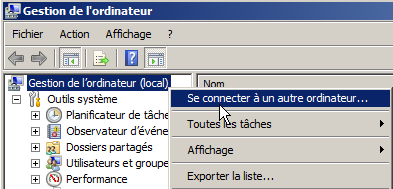 Gestion de l'ordinateur
Fichier Action Affichage ?
Gestion de l'ordinateur (local) Nom
Se connecter à un autre ordinateur...
Outils système
Planificateur de tâche
Toutes les tâches
Observateur d'événe
Dossiers partagés
Affichage
Utilisateurs et groupe
Performance
Exporter la liste...